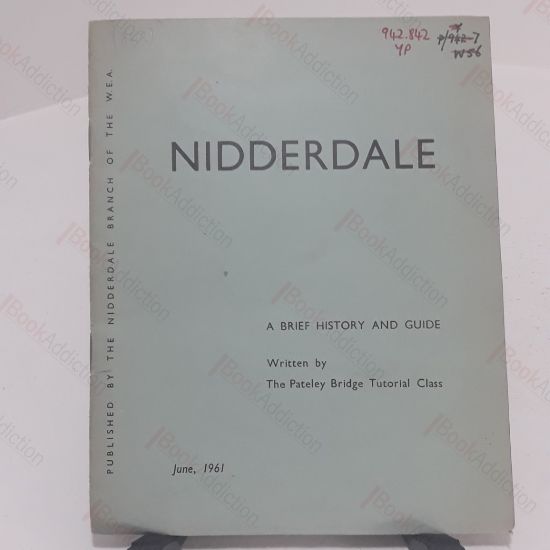 942.842
YP
NIDDERDALE
A BRIEF HISTORY AND GUIDE
Written by
The Pateley Bridge Tutorial Class
June, 1961
PUBLISHED BY THE NIDDERDALE BRANCH OF THE W.E.A.
BookAddiction